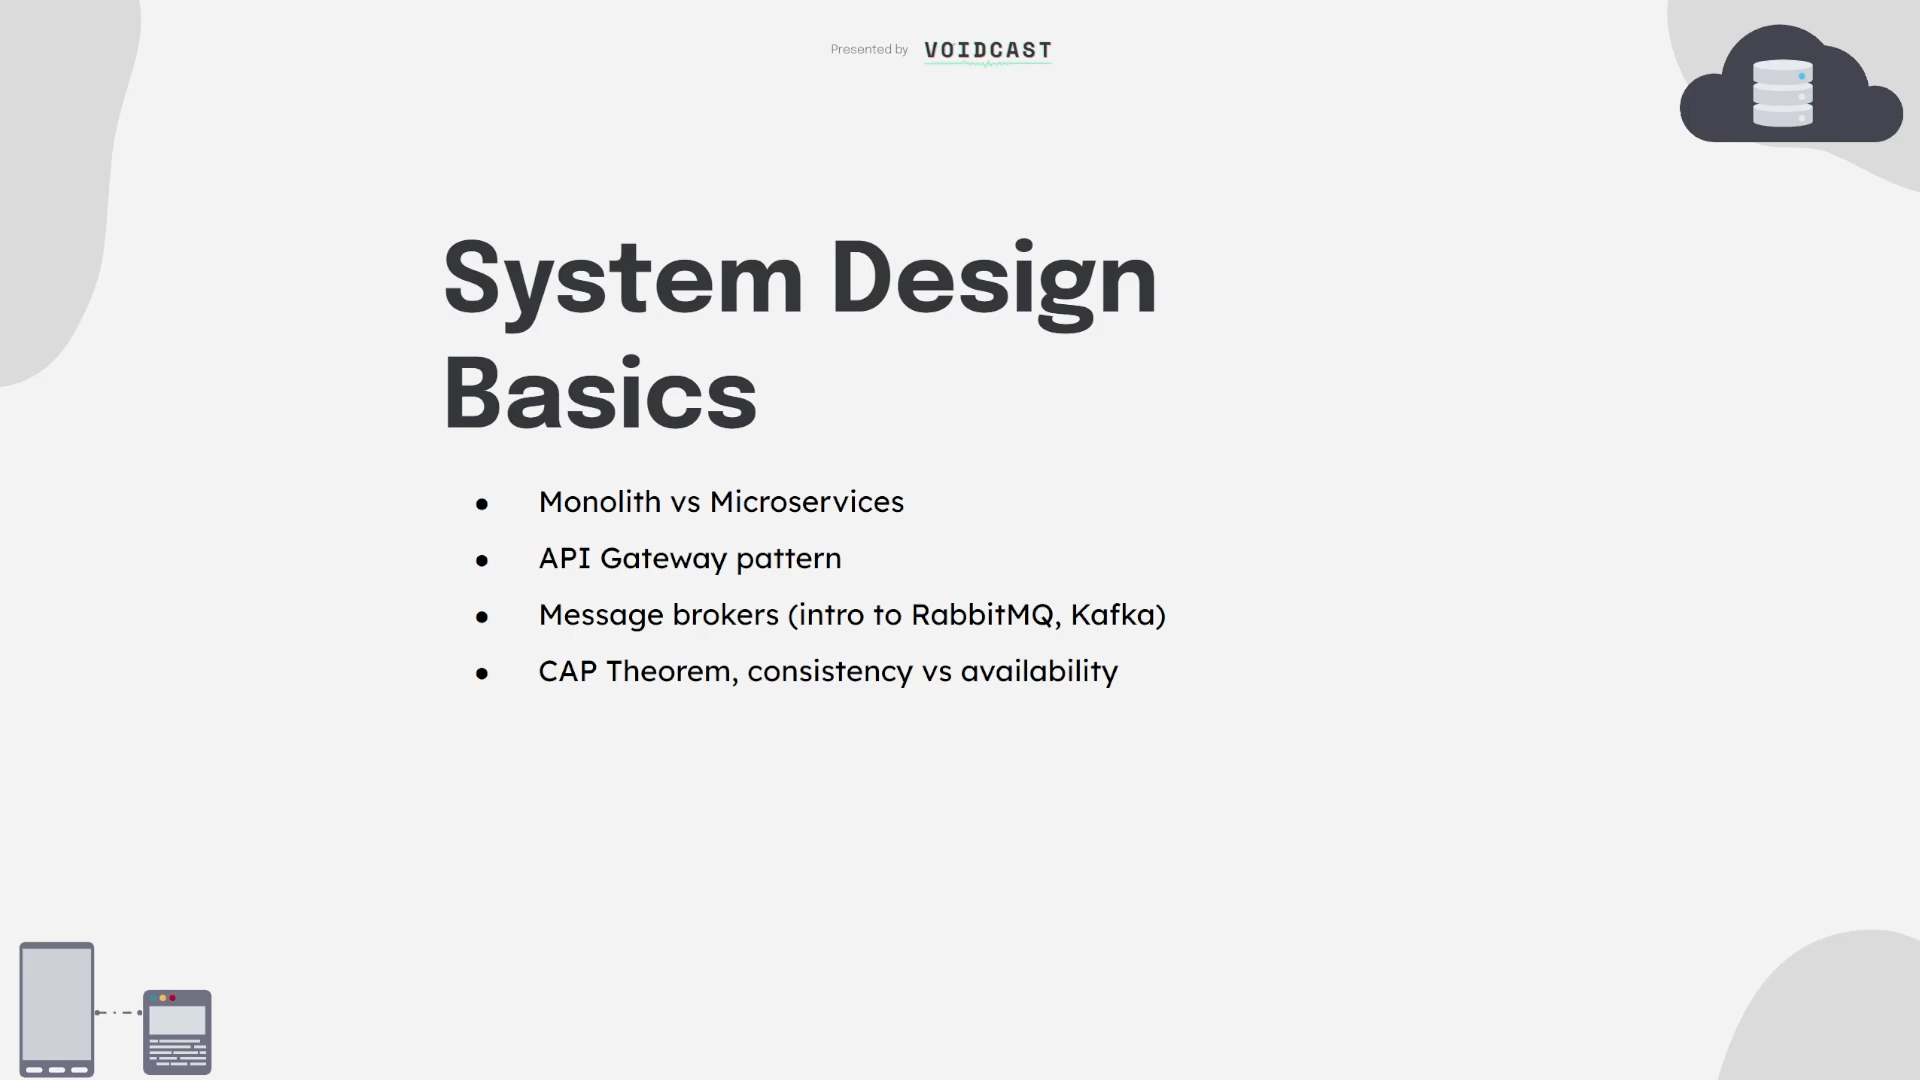 Presented by VOIDCAST
System Design
Basics
● Monolith vs Microservices
● API Gateway pattern
● Message brokers (intro to RabbitMQ, Kafka)
● CAP Theorem, consistency vs availability